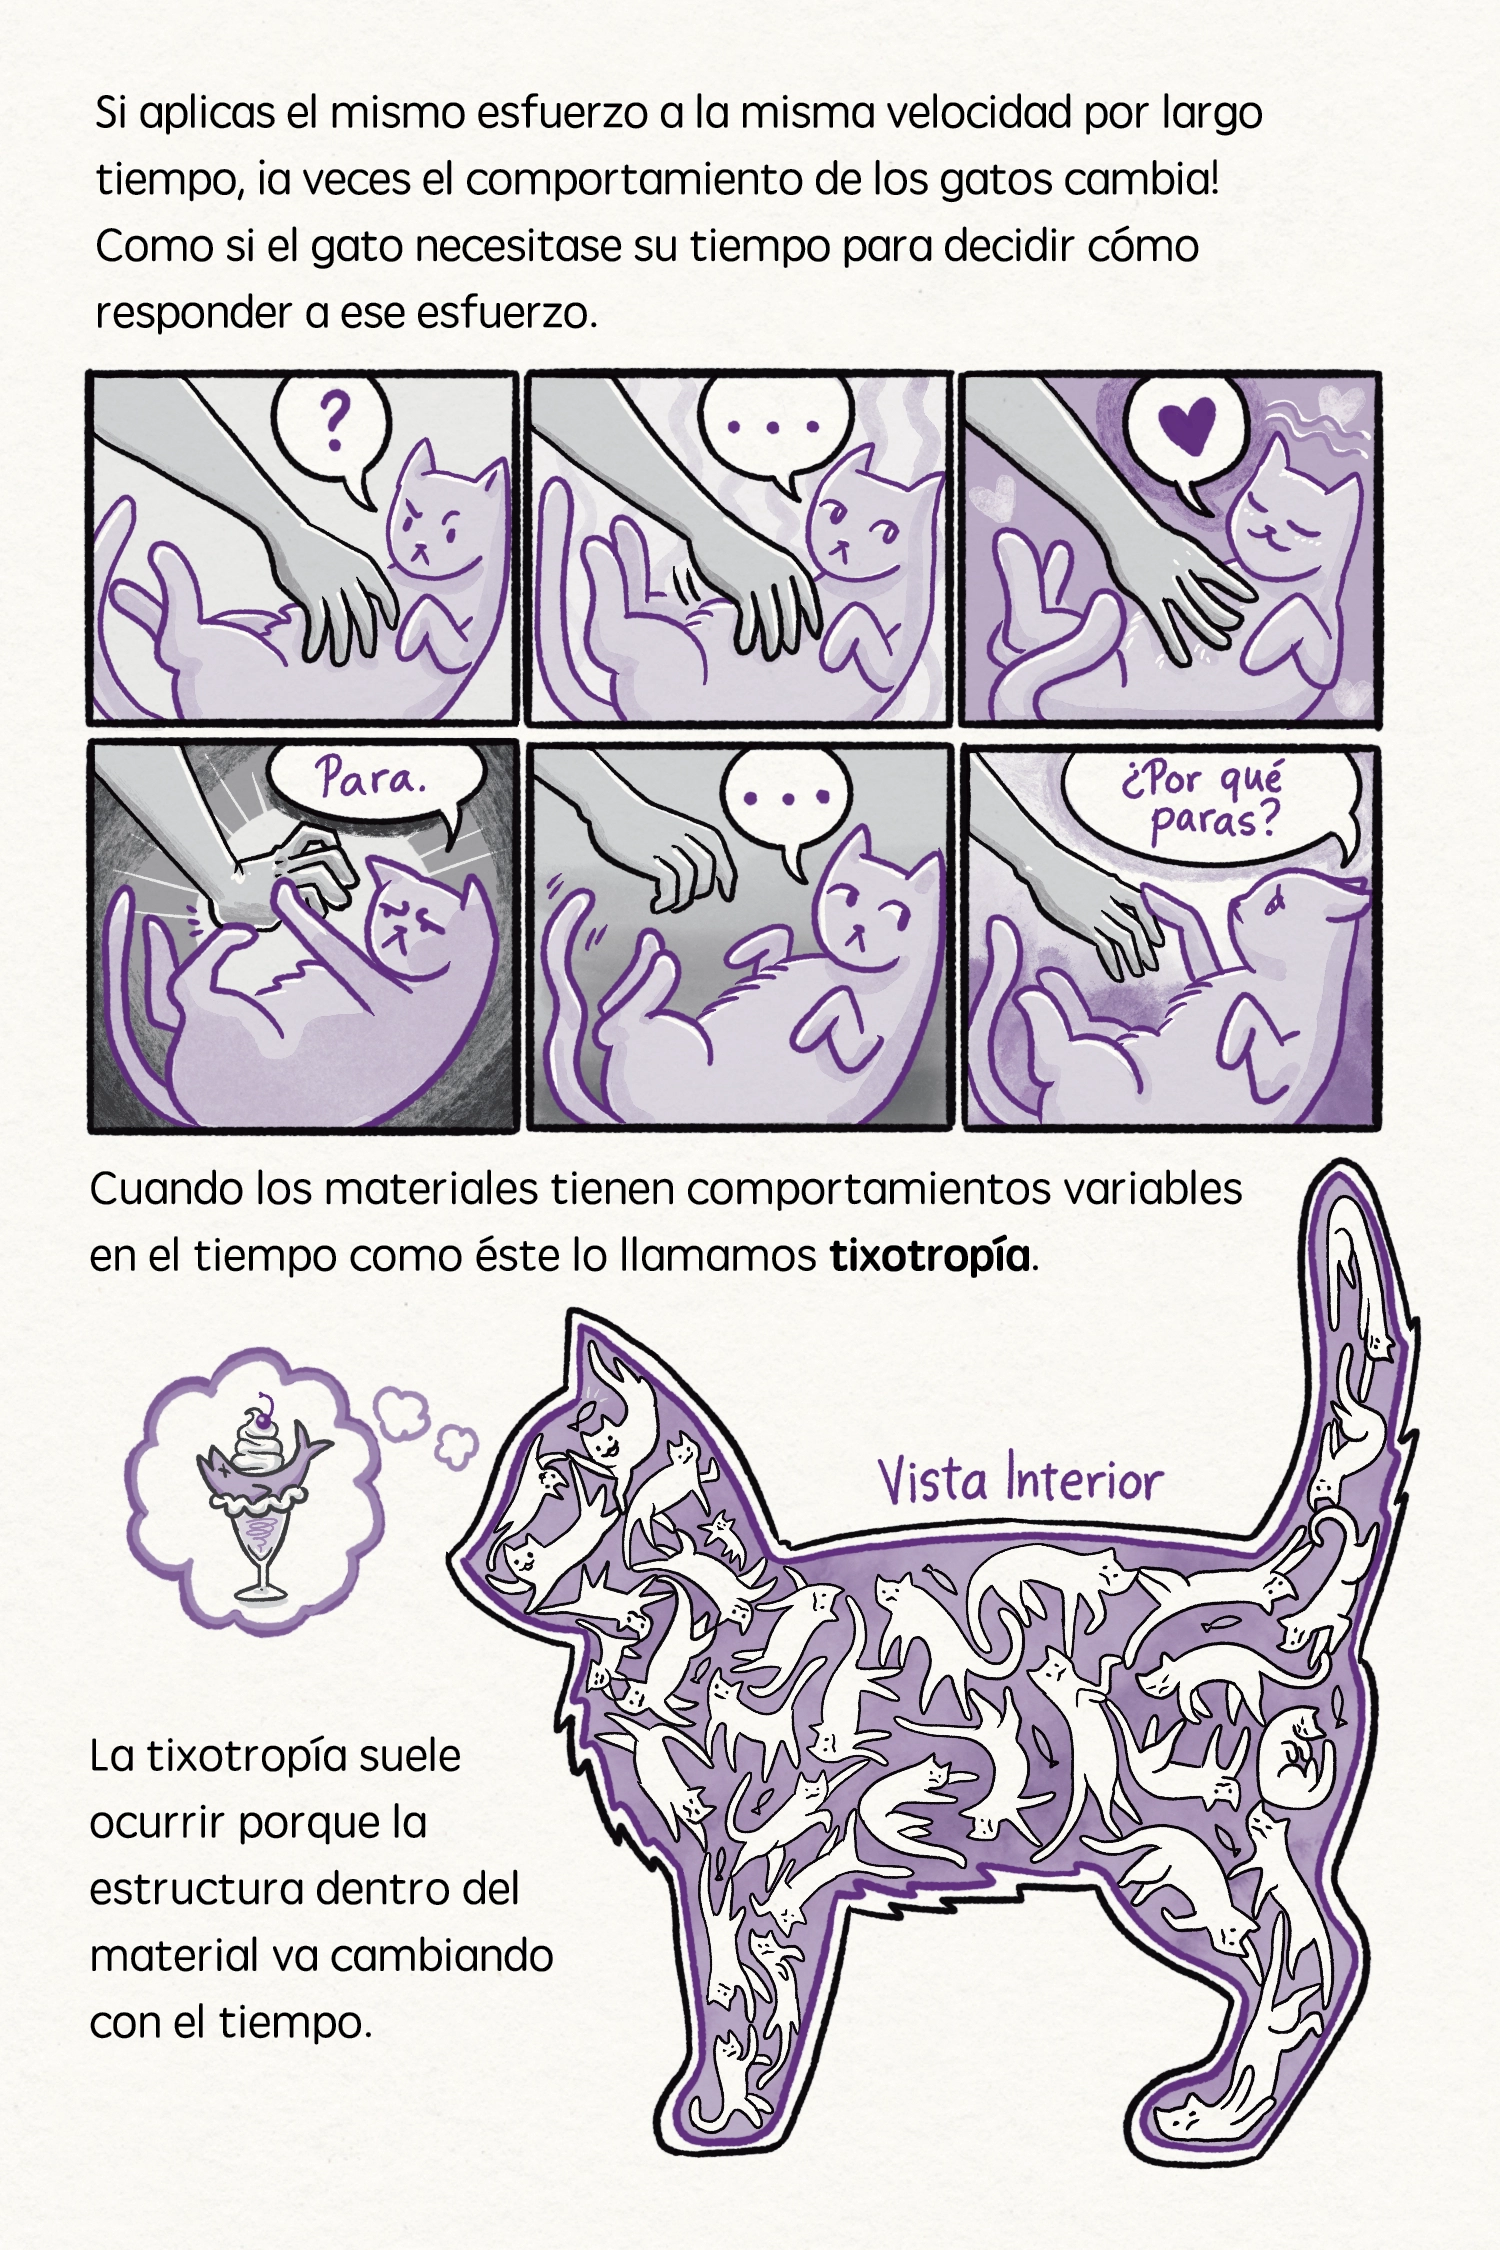 Si aplicas el mismo esfuerzo a la misma velocidad por largo
tiempo, ¡a veces el comportamiento de los gatos cambia!
Como si el gato necesitase su tiempo para decidir cómo
responder a ese esfuerzo.
?
...
Para.
...
¿Por qué
paras?
Cuando los materiales tienen comportamientos variables
en el tiempo como éste lo llamamos tixotropía.
Vista Interior
La tixotropía suele
ocurrir porque la
estructura dentro del
material va cambiando
con el tiempo.